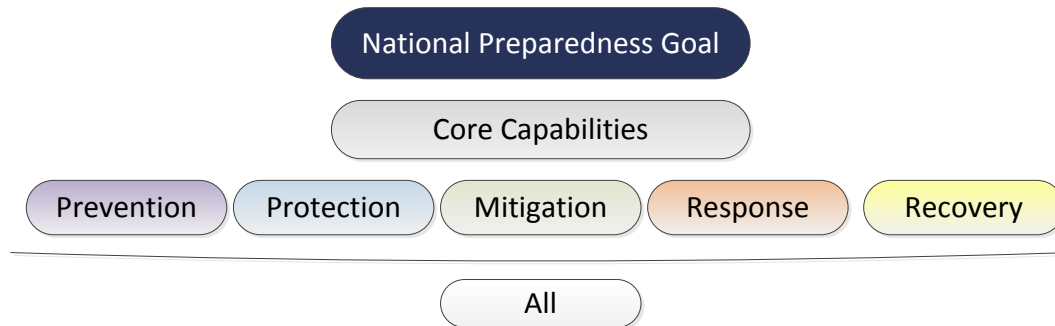 National Preparedness Goal
Core Capabilities
Prevention Protection Mitigation Response Recovery
All